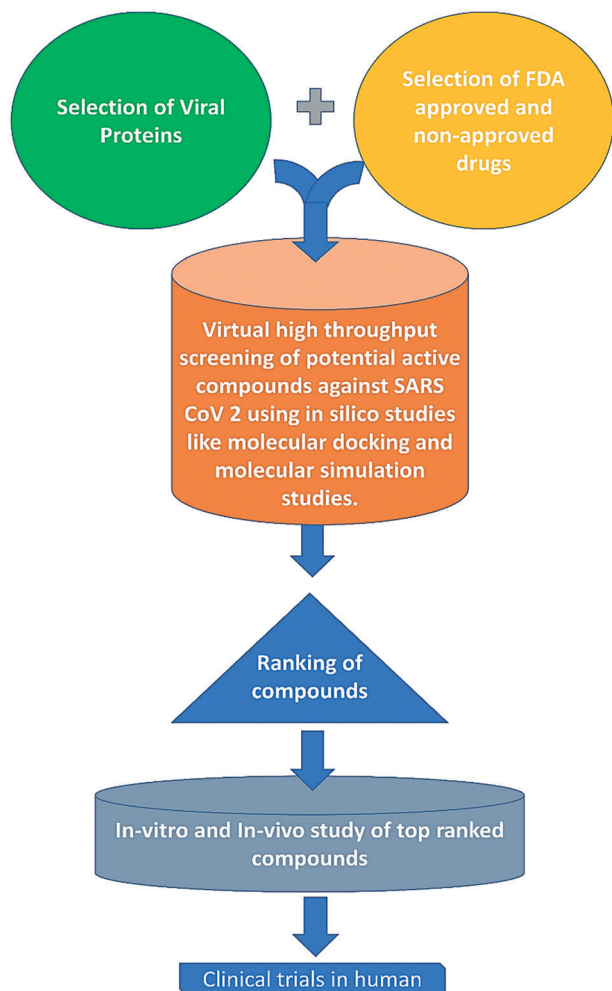 Selection of Viral
Proteins
Selection of FDA
approved and
non-approved
drugs
Virtual high throughput
screening of potential active
compounds against SARS
CoV 2 using in silico studies
like molecular docking and
molecular simulation
studies.
Ranking of
compounds
In-vitro and In-vivo study of top ranked
compounds
Clinical trials in human